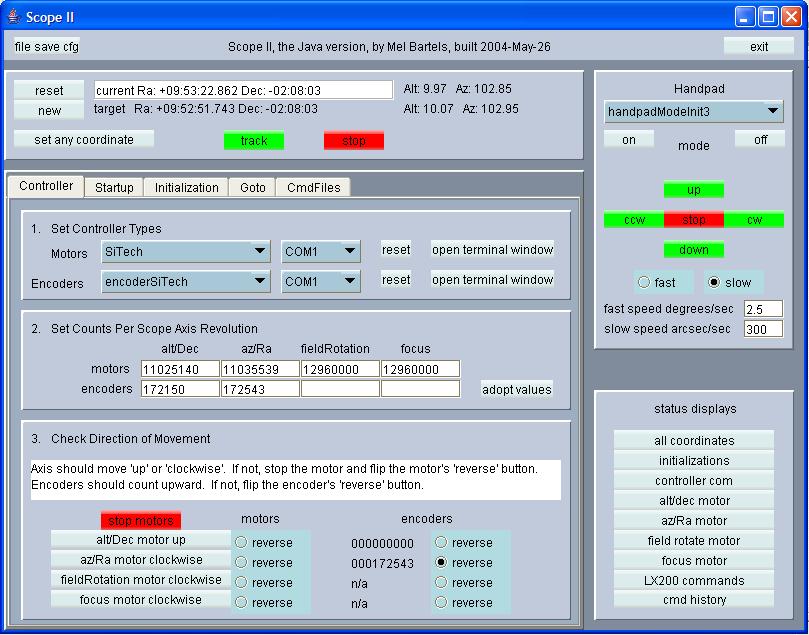 Scope II
file save cfg
Scope II, the Java version, by Mel Bartels, built 2004-May-26
exit
reset
current Ra: +09:53:22.862 Dec: -02:08:03
Alt: 9.97 Az: 102.85
new
target Ra: +09:52:51.743 Dec: -02:08:03
Alt: 10.07 Az: 102.95
set any coordinate
track
stop
Handpad
handpadModeInit3
on
mode
off
up
ccw
stop
cw
down
fast
slow
fast speed degrees/sec
2.5
slow speed arcsec/sec
300
Controller
Startup
Initialization
Goto
CmdFiles
1. Set Controller Types
Motors
SiTech
COM1
reset
open terminal window
Encoders
encoderSiTech
COM1
reset
open terminal window
2. Set Counts Per Scope Axis Revolution
alt/Dec
az/Ra
fieldRotation
focus
motors
11025140
11035539
12960000
12960000
encoders
172150
172543
adopt values
3. Check Direction of Movement
Axis should move 'up' or 'clockwise'. If not, stop the motor and flip the motor's 'reverse' button.
Encoders should count upward. If not, flip the encoder's 'reverse' button.
stop motors
motors
encoders
alt/Dec motor up
reverse
000000000
reverse
az/Ra motor clockwise
reverse
000172543
reverse
fieldRotation motor clockwise
reverse
n/a
reverse
focus motor clockwise
reverse
n/a
reverse
status displays
all coordinates
initializations
controller com
alt/dec motor
az/Ra motor
field rotate motor
focus motor
LX200 commands
cmd history